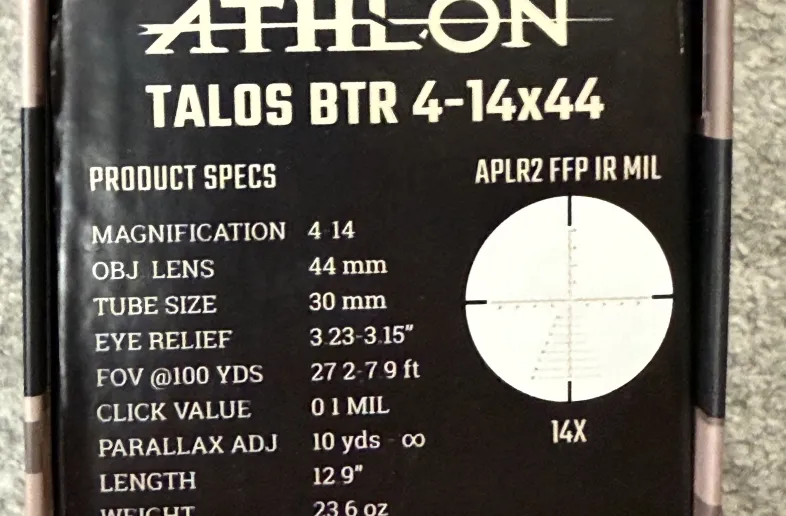 ATHLON
TALOS BTR 4-14x44
PRODUCT SPECS
APLR2 FFP IR MIL
MAGNIFICATION 4-14
OBJ. LENS 44 mm
TUBE SIZE 30 mm
EYE RELIEF 3.23-3.15"
FOV @100 YDS 27.2-7.9 ft
CLICK VALUE 0.1 MIL
PARALLAX ADJ 10 yds - ∞
LENGTH 12.9"
WEIGHT 23.6 oz
14X